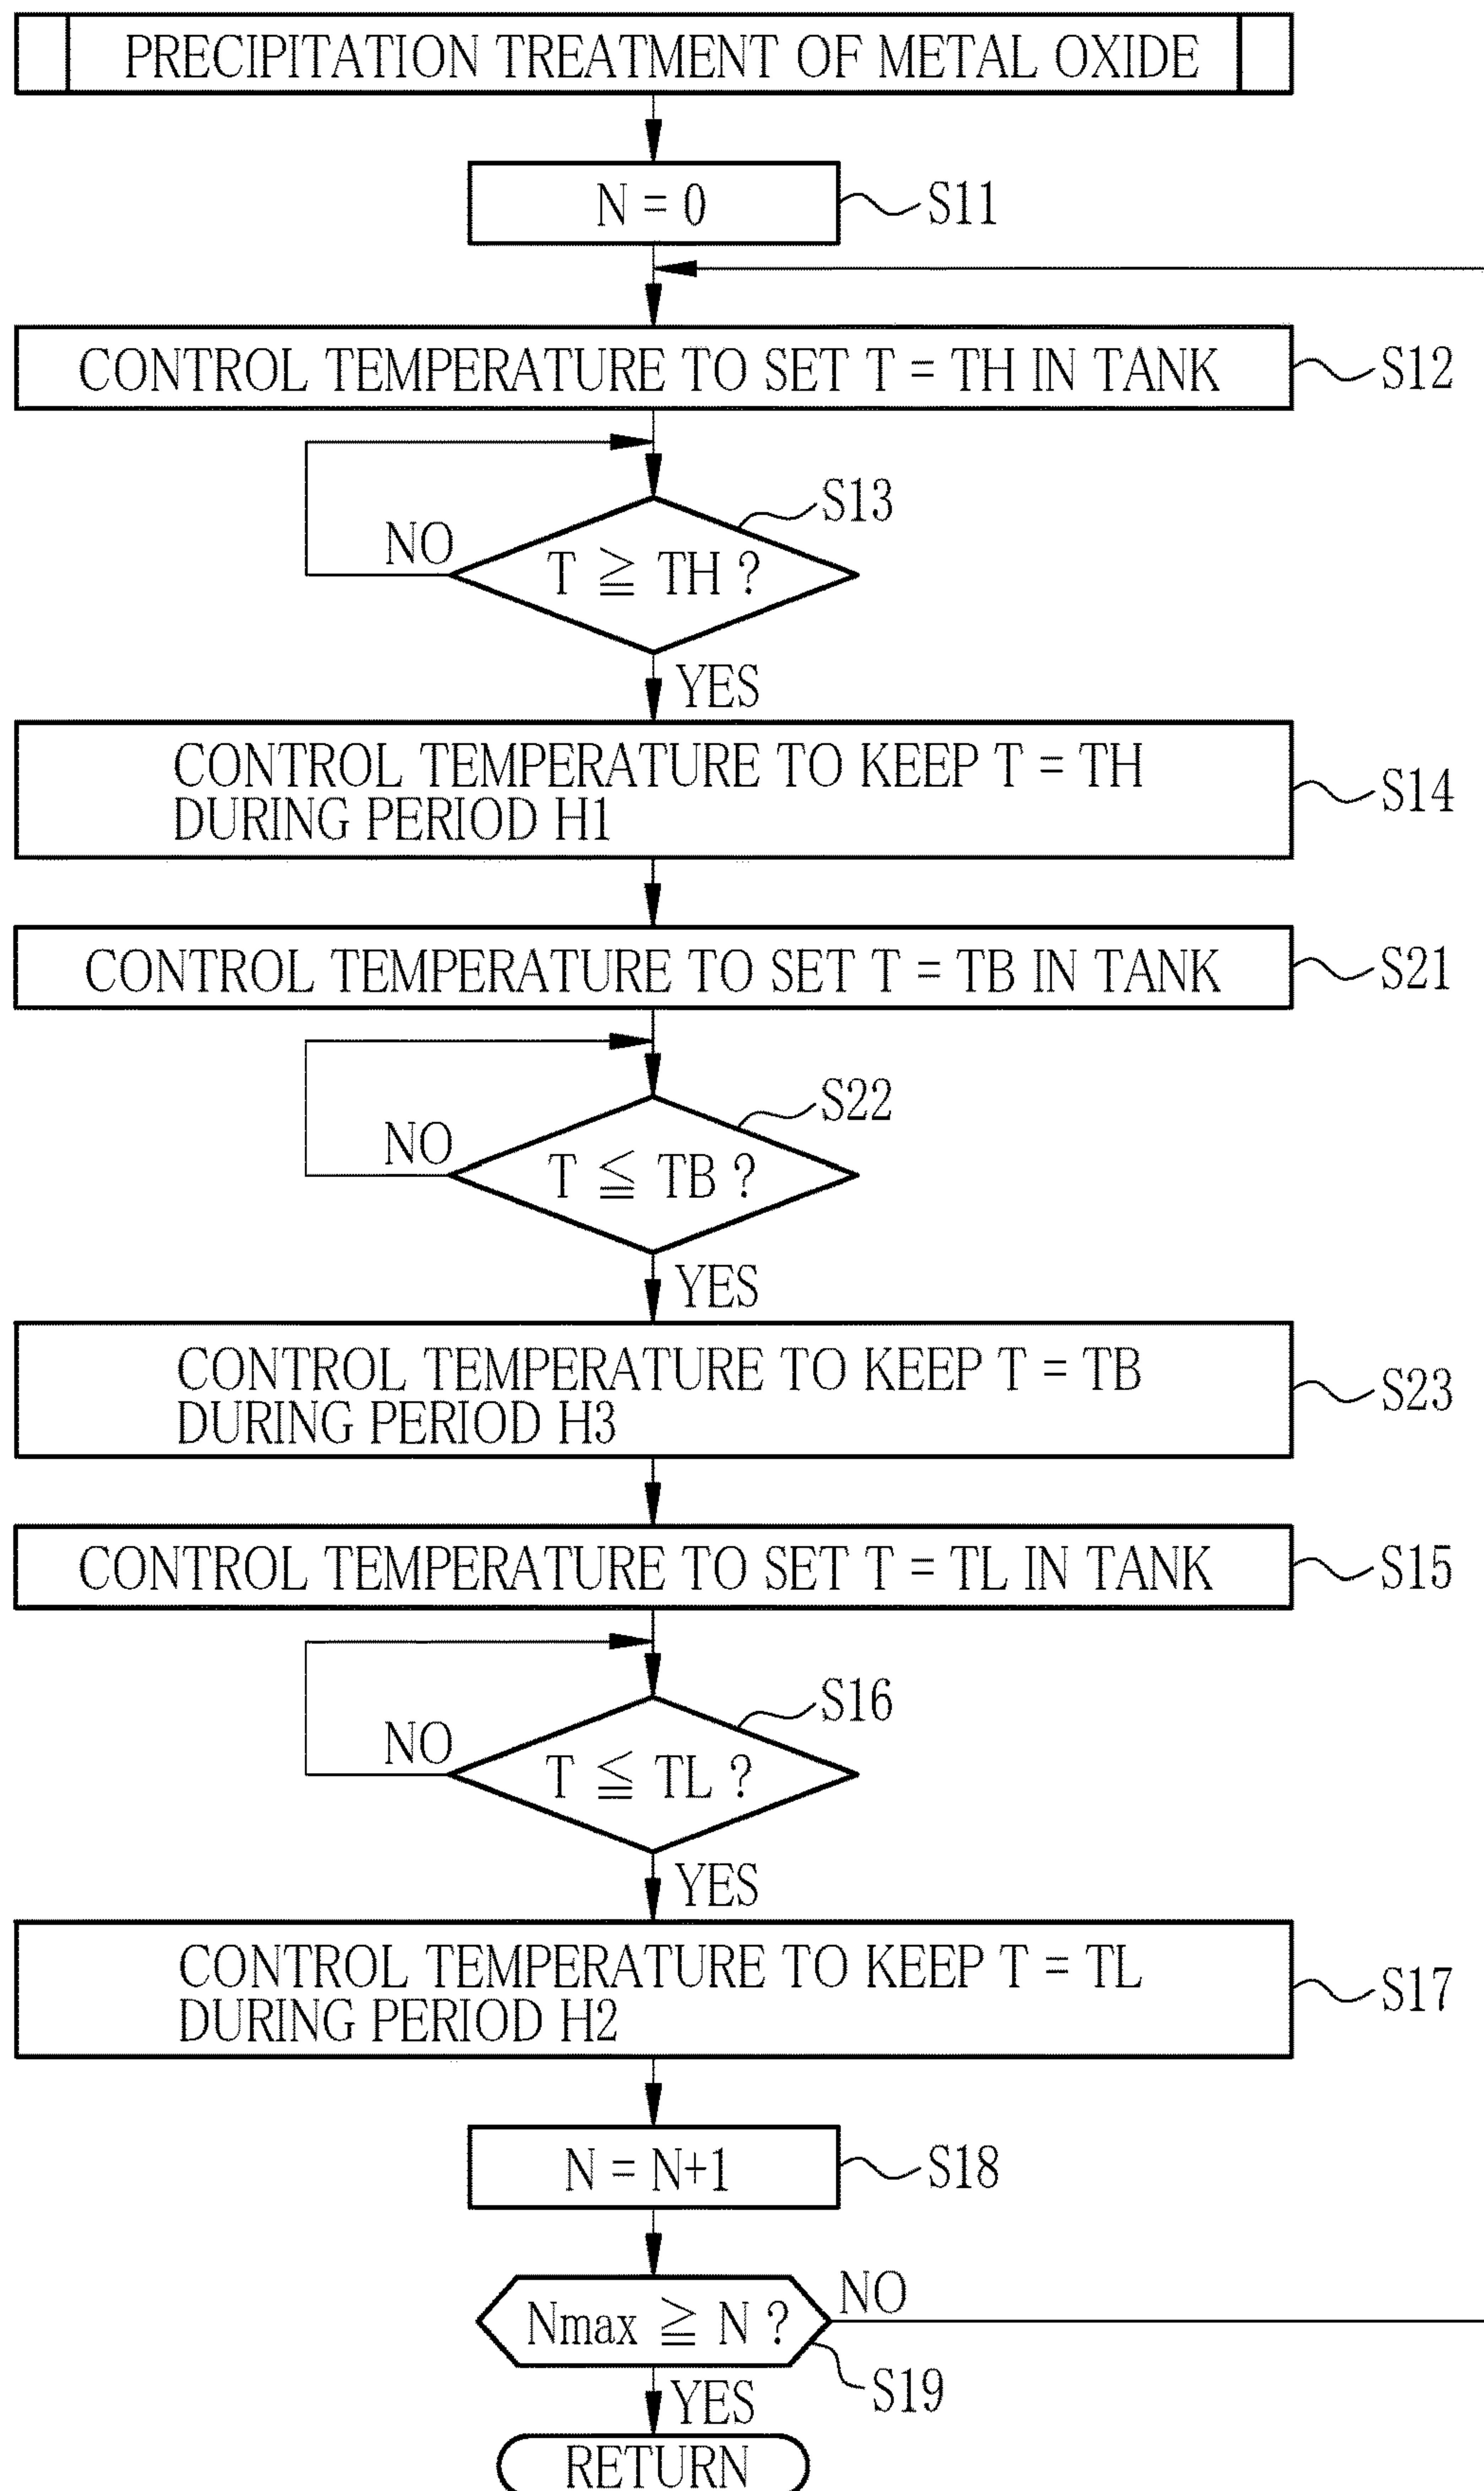 PRECIPITATION TREATMENT OF METAL OXIDE
N = 0
S11
CONTROL TEMPERATURE TO SET T = TH IN TANK
S12
S13
NO
T ≧ TH ?
YES
CONTROL TEMPERATURE TO KEEP T = TH
DURING PERIOD H1
S14
CONTROL TEMPERATURE TO SET T = TB IN TANK
S21
S22
NO
T ≦ TB ?
YES
CONTROL TEMPERATURE TO KEEP T = TB
DURING PERIOD H3
S23
CONTROL TEMPERATURE TO SET T = TL IN TANK
S15
S16
NO
T ≦ TL ?
YES
CONTROL TEMPERATURE TO KEEP T = TL
DURING PERIOD H2
S17
N = N+1
S18
NO
Nmax ≧ N ?
S19
YES
RETURN